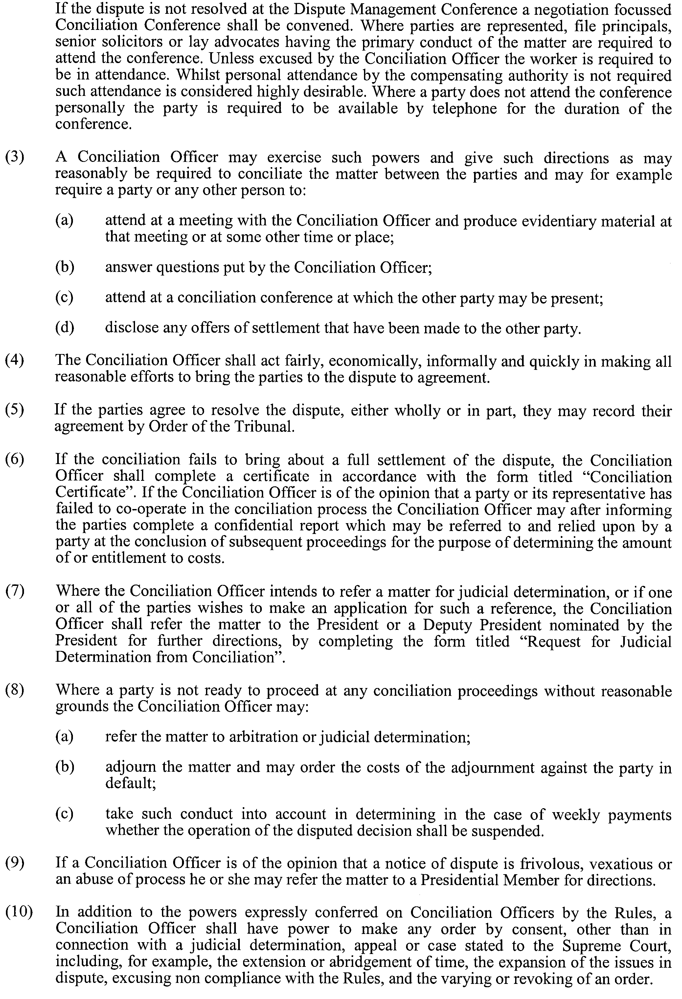 If the dispute is not resolved at the Dispute Management Conference a negotiation focussed
Conciliation Conference shall be convened. Where parties are represented, file principals,
senior solicitors or lay advocates having the primary conduct of the matter are required to
attend the conference. Unless excused by the Conciliation Officer the worker is required to
be in attendance. Whilst personal attendance by the compensating authority is not required
such attendance is considered highly desirable. Where a party does not attend the conference
personally the party is required to be available by telephone for the duration of the
conference.
(3) A Conciliation Officer may exercise such powers and give such directions as may
reasonably be required to conciliate the matter between the parties and may for example
require a party or any other person to:
(a) attend at a meeting with the Conciliation Officer and produce evidentiary material at
that meeting or at some other time or place;
(b) answer questions put by the Conciliation Officer;
(c) attend at a conciliation conference at which the other party may be present;
(d) disclose any offers of settlement that have been made to the other party.
(4) The Conciliation Officer shall act fairly, economically, informally and quickly in making all
reasonable efforts to bring the parties to the dispute to agreement.
(5) If the parties agree to resolve the dispute, either wholly or in part, they may record their
agreement by Order of the Tribunal.
(6) If the conciliation fails to bring about a full settlement of the dispute, the Conciliation
Officer shall complete a certificate in accordance with the form titled “Conciliation
Certificate”. If the Conciliation Officer is of the opinion that a party or its representative has
failed to co-operate in the conciliation process the Conciliation Officer may after informing
the parties complete a confidential report which may be referred to and relied upon by a
party at the conclusion of subsequent proceedings for the purpose of determining the amount
of or entitlement to costs.
(7) Where the Conciliation Officer intends to refer a matter for judicial determination, or if one
or all of the parties wishes to make an application for such a reference, the Conciliation
Officer shall refer the matter to the President or a Deputy President nominated by the
President for further directions, by completing the form titled “Request for Judicial
Determination from Conciliation”.
(8) Where a party is not ready to proceed at any conciliation proceedings without reasonable
grounds the Conciliation Officer may:
(a) refer the matter to arbitration or judicial determination;
(b) adjourn the matter and may order the costs of the adjournment against the party in
default;
(c) take such conduct into account in determining in the case of weekly payments
whether the operation of the disputed decision shall be suspended.
(9) If a Conciliation Officer is of the opinion that a notice of dispute is frivolous, vexatious or
an abuse of process he or she may refer the matter to a Presidential Member for directions.
(10) In addition to the powers expressly conferred on Conciliation Officers by the Rules, a
Conciliation Officer shall have power to make any order by consent, other than in
connection with a judicial determination, appeal or case stated to the Supreme Court,
including, for example, the extension or abridgement of time, the expansion of the issues in
dispute, excusing non compliance with the Rules, and the varying or revoking of an order.